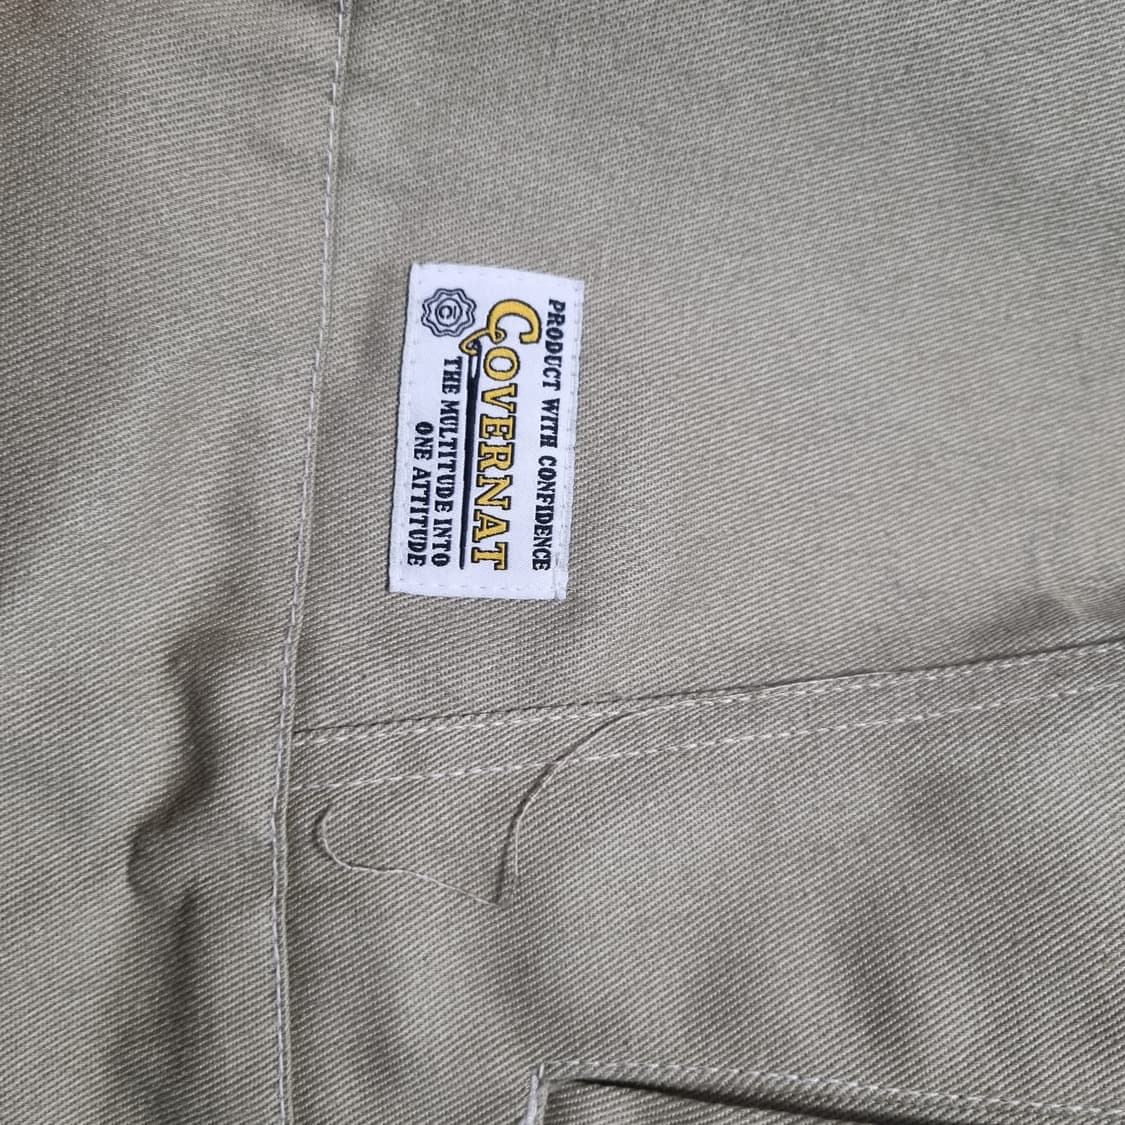 PRODUCT WITH CONFIDENCE
COVERNAT
C
THE MULTITUDE INTO
ONE ATTITUDE